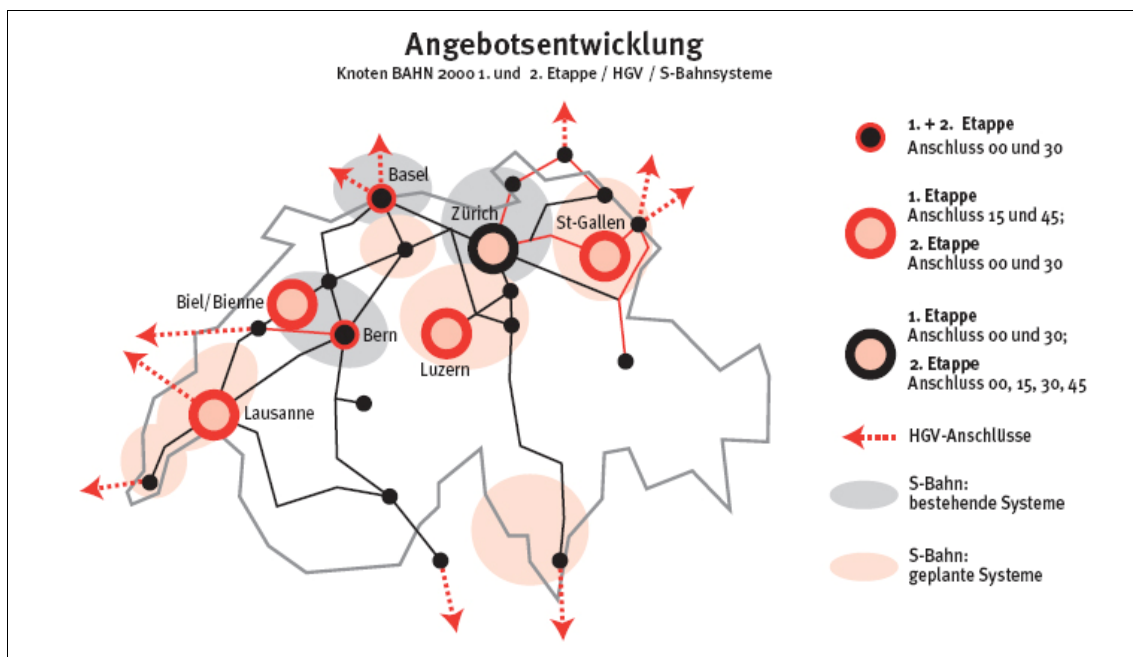 Angebotsentwicklung
Knoten BAHN 2000 1. und 2. Etappe / HGV / S-Bahnsysteme
Basel
Zürich
St-Gallen
Biel/Bienne
Bern
Luzern
Lausanne
1. + 2. Etappe
Anschluss 00 und 30
1. Etappe
Anschluss 15 und 45;
2. Etappe
Anschluss 00 und 30
1. Etappe
Anschluss 00 und 30;
2. Etappe
Anschluss 00, 15, 30, 45
HGV-Anschlüsse
S-Bahn:
bestehende Systeme
S-Bahn:
geplante Systeme